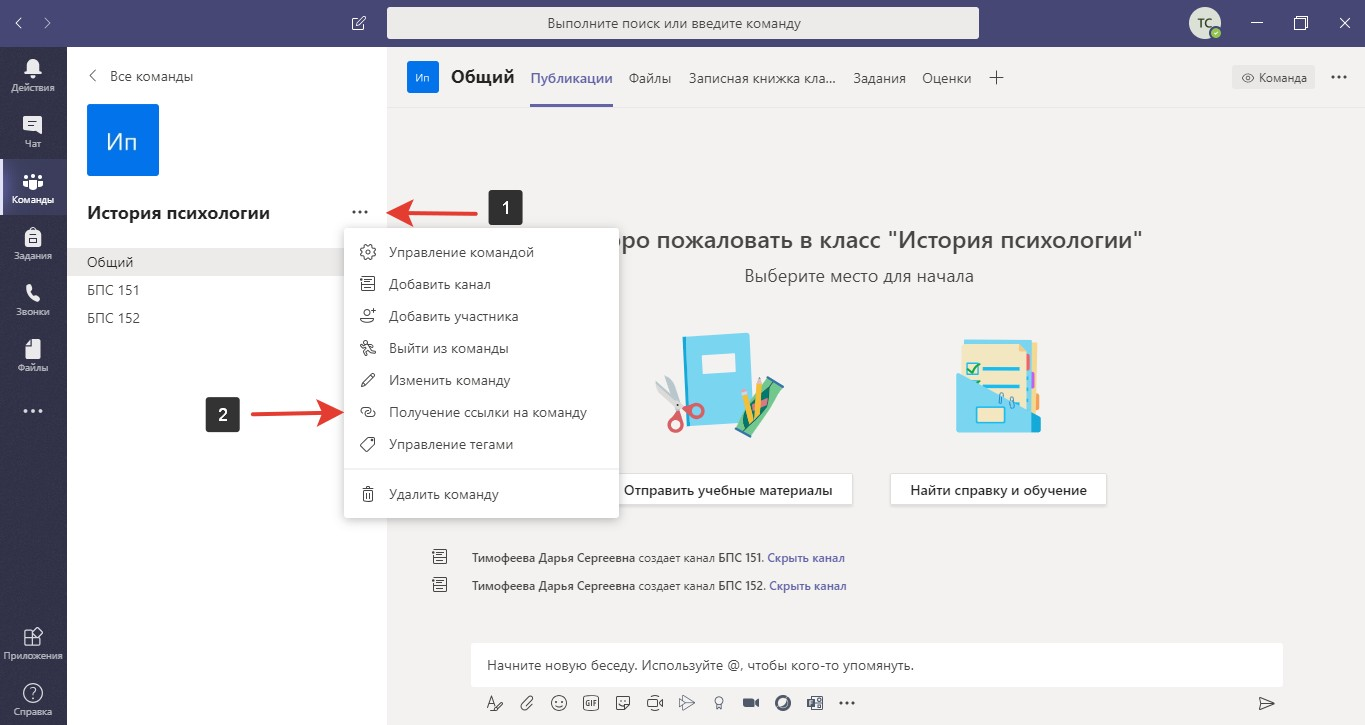 Выполните поиск или введите команду
ТС
Действия
Чат
Команды
Задания
Звонки
Файлы
Приложения
Справка
Все команды
Ип
История психологии
Общий
БПС 151
БПС 152
1
2
Управление командой
Добавить канал
Добавить участника
Выйти из команды
Изменить команду
Получение ссылки на команду
Управление тегами
Удалить команду
Ип
Общий
Публикации
Файлы
Записная книжка кла...
Задания
Оценки
Команда
ро пожаловать в класс "История психологии"
Выберите место для начала
Отправить учебные материалы
Найти справку и обучение
Тимофеева Дарья Сергеевна создает канал БПС 151. Скрыть канал
Тимофеева Дарья Сергеевна создает канал БПС 152. Скрыть канал
Начните новую беседу. Используйте @, чтобы кого-то упомянуть.
GIF